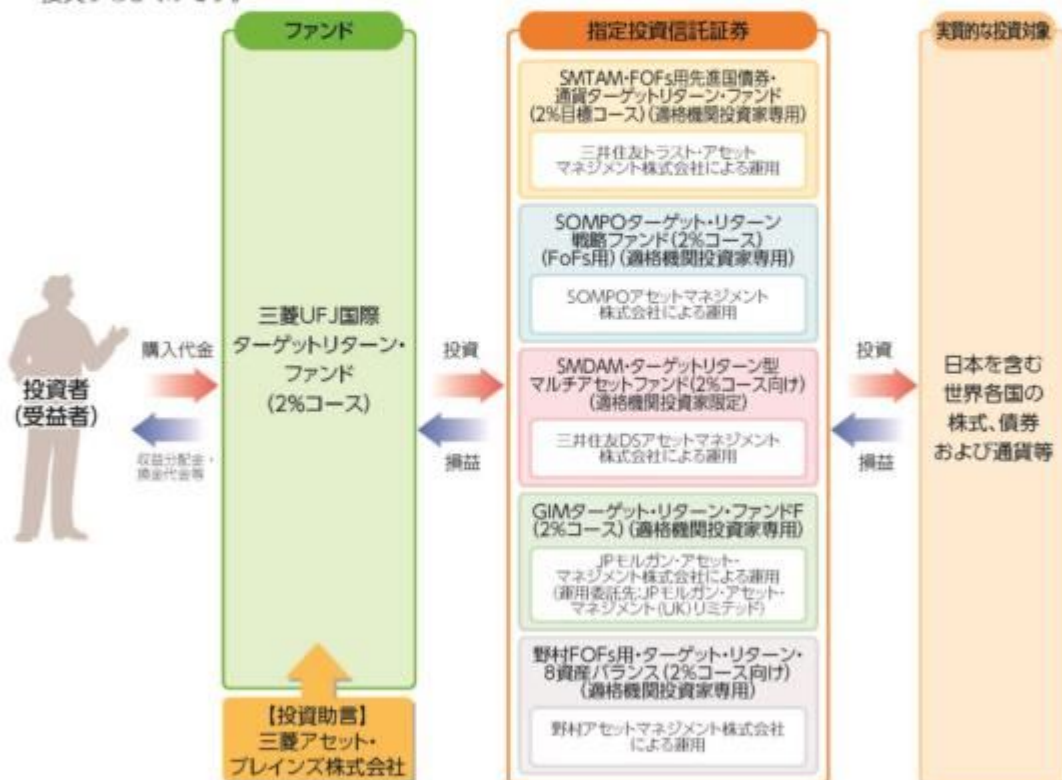 ファンド
指定投資信託証券
実質的な投資対象
投資者
(受益者)
購入代金
収益分配金・
換金代金等
三菱UFJ国際
ターゲットリターン・
ファンド
(2%コース)
【投資助言】
三菱アセット・
ブレインズ株式会社
投資
損益
SMTAM・FOFs用先進国債券・
通貨ターゲットリターン・ファンド
(2%目標コース)(適格機関投資家専用)
三井住友トラスト・アセット
マネジメント株式会社による運用
SOMPOターゲット・リターン
戦略ファンド(2%コース)
(FoFs用)(適格機関投資家専用)
SOMPOアセットマネジメント
株式会社による運用
SMDAM・ターゲットリターン型
マルチアセットファンド(2%コース向け)
(適格機関投資家限定)
三井住友DSアセットマネジメント
株式会社による運用
GIMターゲット・リターン・ファンドF
(2%コース)(適格機関投資家専用)
JPモルガン・アセット・
マネジメント株式会社による運用
(運用委託先:JPモルガン・アセット・
マネジメント(UK)リミテッド)
野村FOFs用・ターゲット・リターン・
8資産バランス(2%コース向け)
(適格機関投資家専用)
野村アセットマネジメント株式会社
による運用
投資
損益
日本を含む
世界各国の
株式、債券
および通貨等